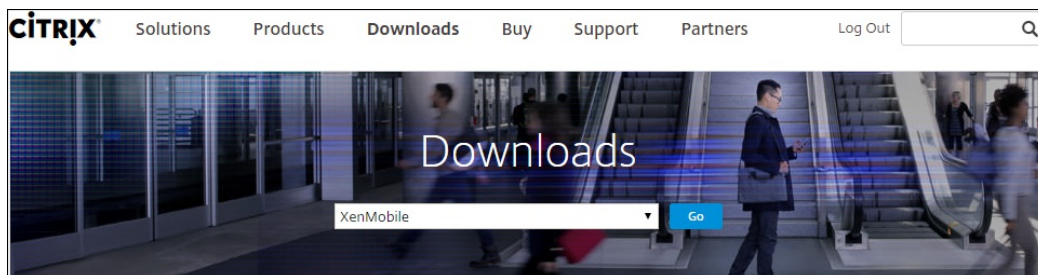 CITRIX®
Solutions Products Downloads Buy Support Partners Log Out
Downloads
XenMobile Go